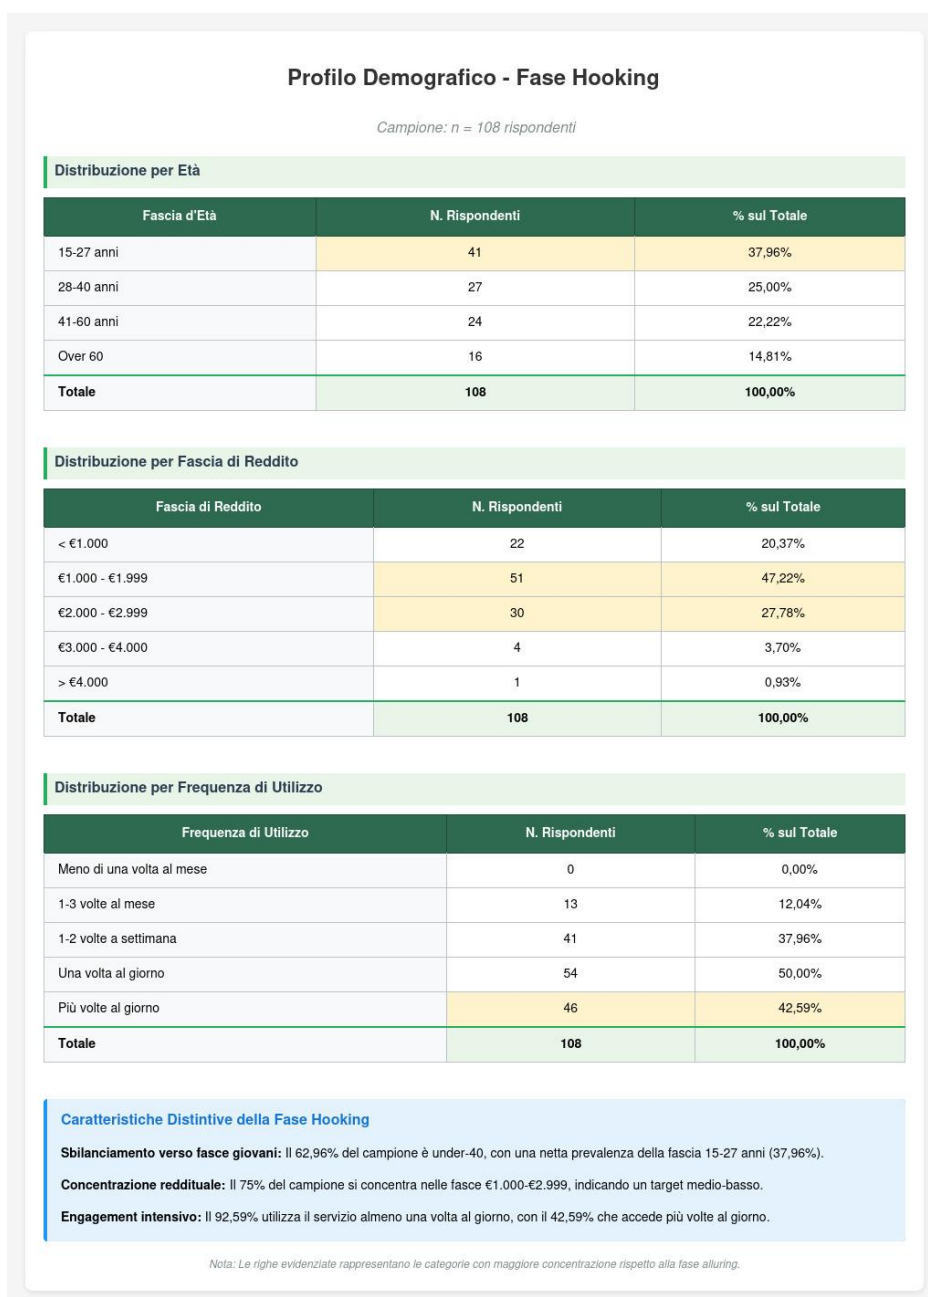 Profilo Demografico - Fase Hooking
Campione: n = 108 rispondenti
Distribuzione per Età
Fascia d'Età N. Rispondenti % sul Totale
15-27 anni 41 37,96%
28-40 anni 27 25,00%
41-60 anni 24 22,22%
Over 60 16 14,81%
Totale 108 100,00%
Distribuzione per Fascia di Reddito
Fascia di Reddito N. Rispondenti % sul Totale
< €1.000 22 20,37%
€1.000 - €1.999 51 47,22%
€2.000 - €2.999 30 27,78%
€3.000 - €4.000 4 3,70%
> €4.000 1 0,93%
Totale 108 100,00%
Distribuzione per Frequenza di Utilizzo
Frequenza di Utilizzo N. Rispondenti % sul Totale
Meno di una volta al mese 0 0,00%
1-3 volte al mese 13 12,04%
1-2 volte a settimana 41 37,96%
Una volta al giorno 54 50,00%
Più volte al giorno 46 42,59%
Totale 108 100,00%
Caratteristiche Distintive della Fase Hooking
Sbilanciamento verso fasce giovani: Il 62,96% del campione è under-40, con una netta prevalenza della fascia 15-27 anni (37,96%).
Concentrazione reddituale: Il 75% del campione si concentra nelle fasce €1.000-€2.999, indicando un target medio-basso.
Engagement intensivo: Il 92,59% utilizza il servizio almeno una volta al giorno, con il 42,59% che accede più volte al giorno.
Nota: Le righe evidenziate rappresentano le categorie con maggiore concentrazione rispetto alla fase alluring.